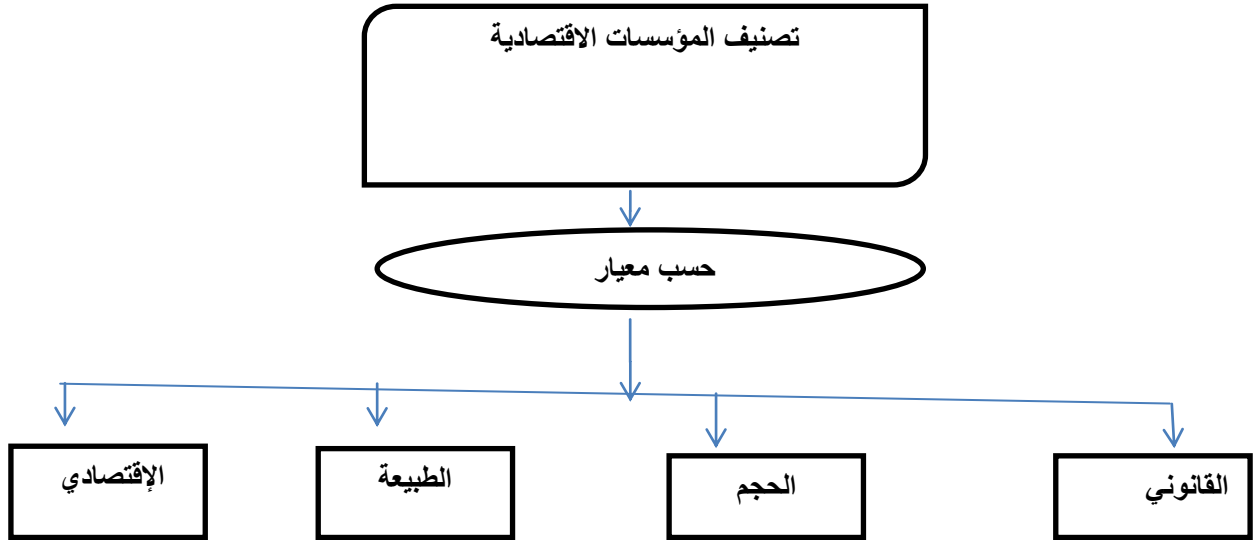 تصنيف المؤسسات الاقتصادية
حسب معيار
القانوني
الحجم
الطبيعة
الإقتصادي